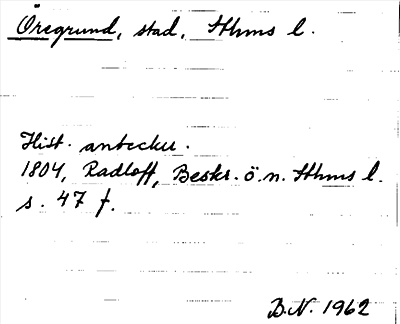 Öregrund, stad, Sthms l.
Hist. anteckn.
1804, Radloff, Beskr. ö. n. Sthms l.
s. 47 f.
B.N. 1962